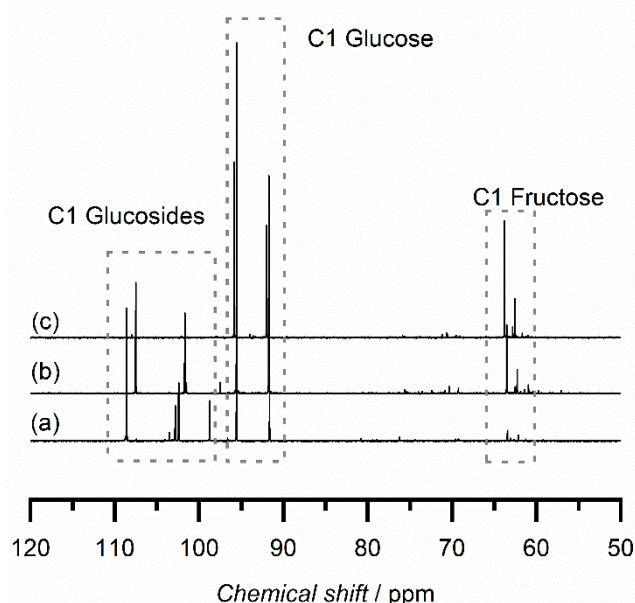 C1 Glucose
C1 Glucosides
C1 Fructose
(c)
(b)
(a)
120 110 100 90 80 70 60 50
Chemical shift / ppm